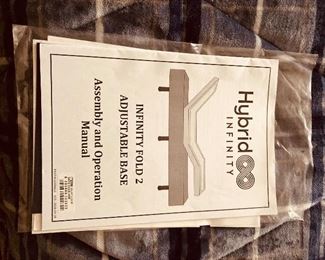 Hybrid
INFINITY
INFINITY FOLD 2
ADJUSTABLE BASE
Assembly and Operation
Manual